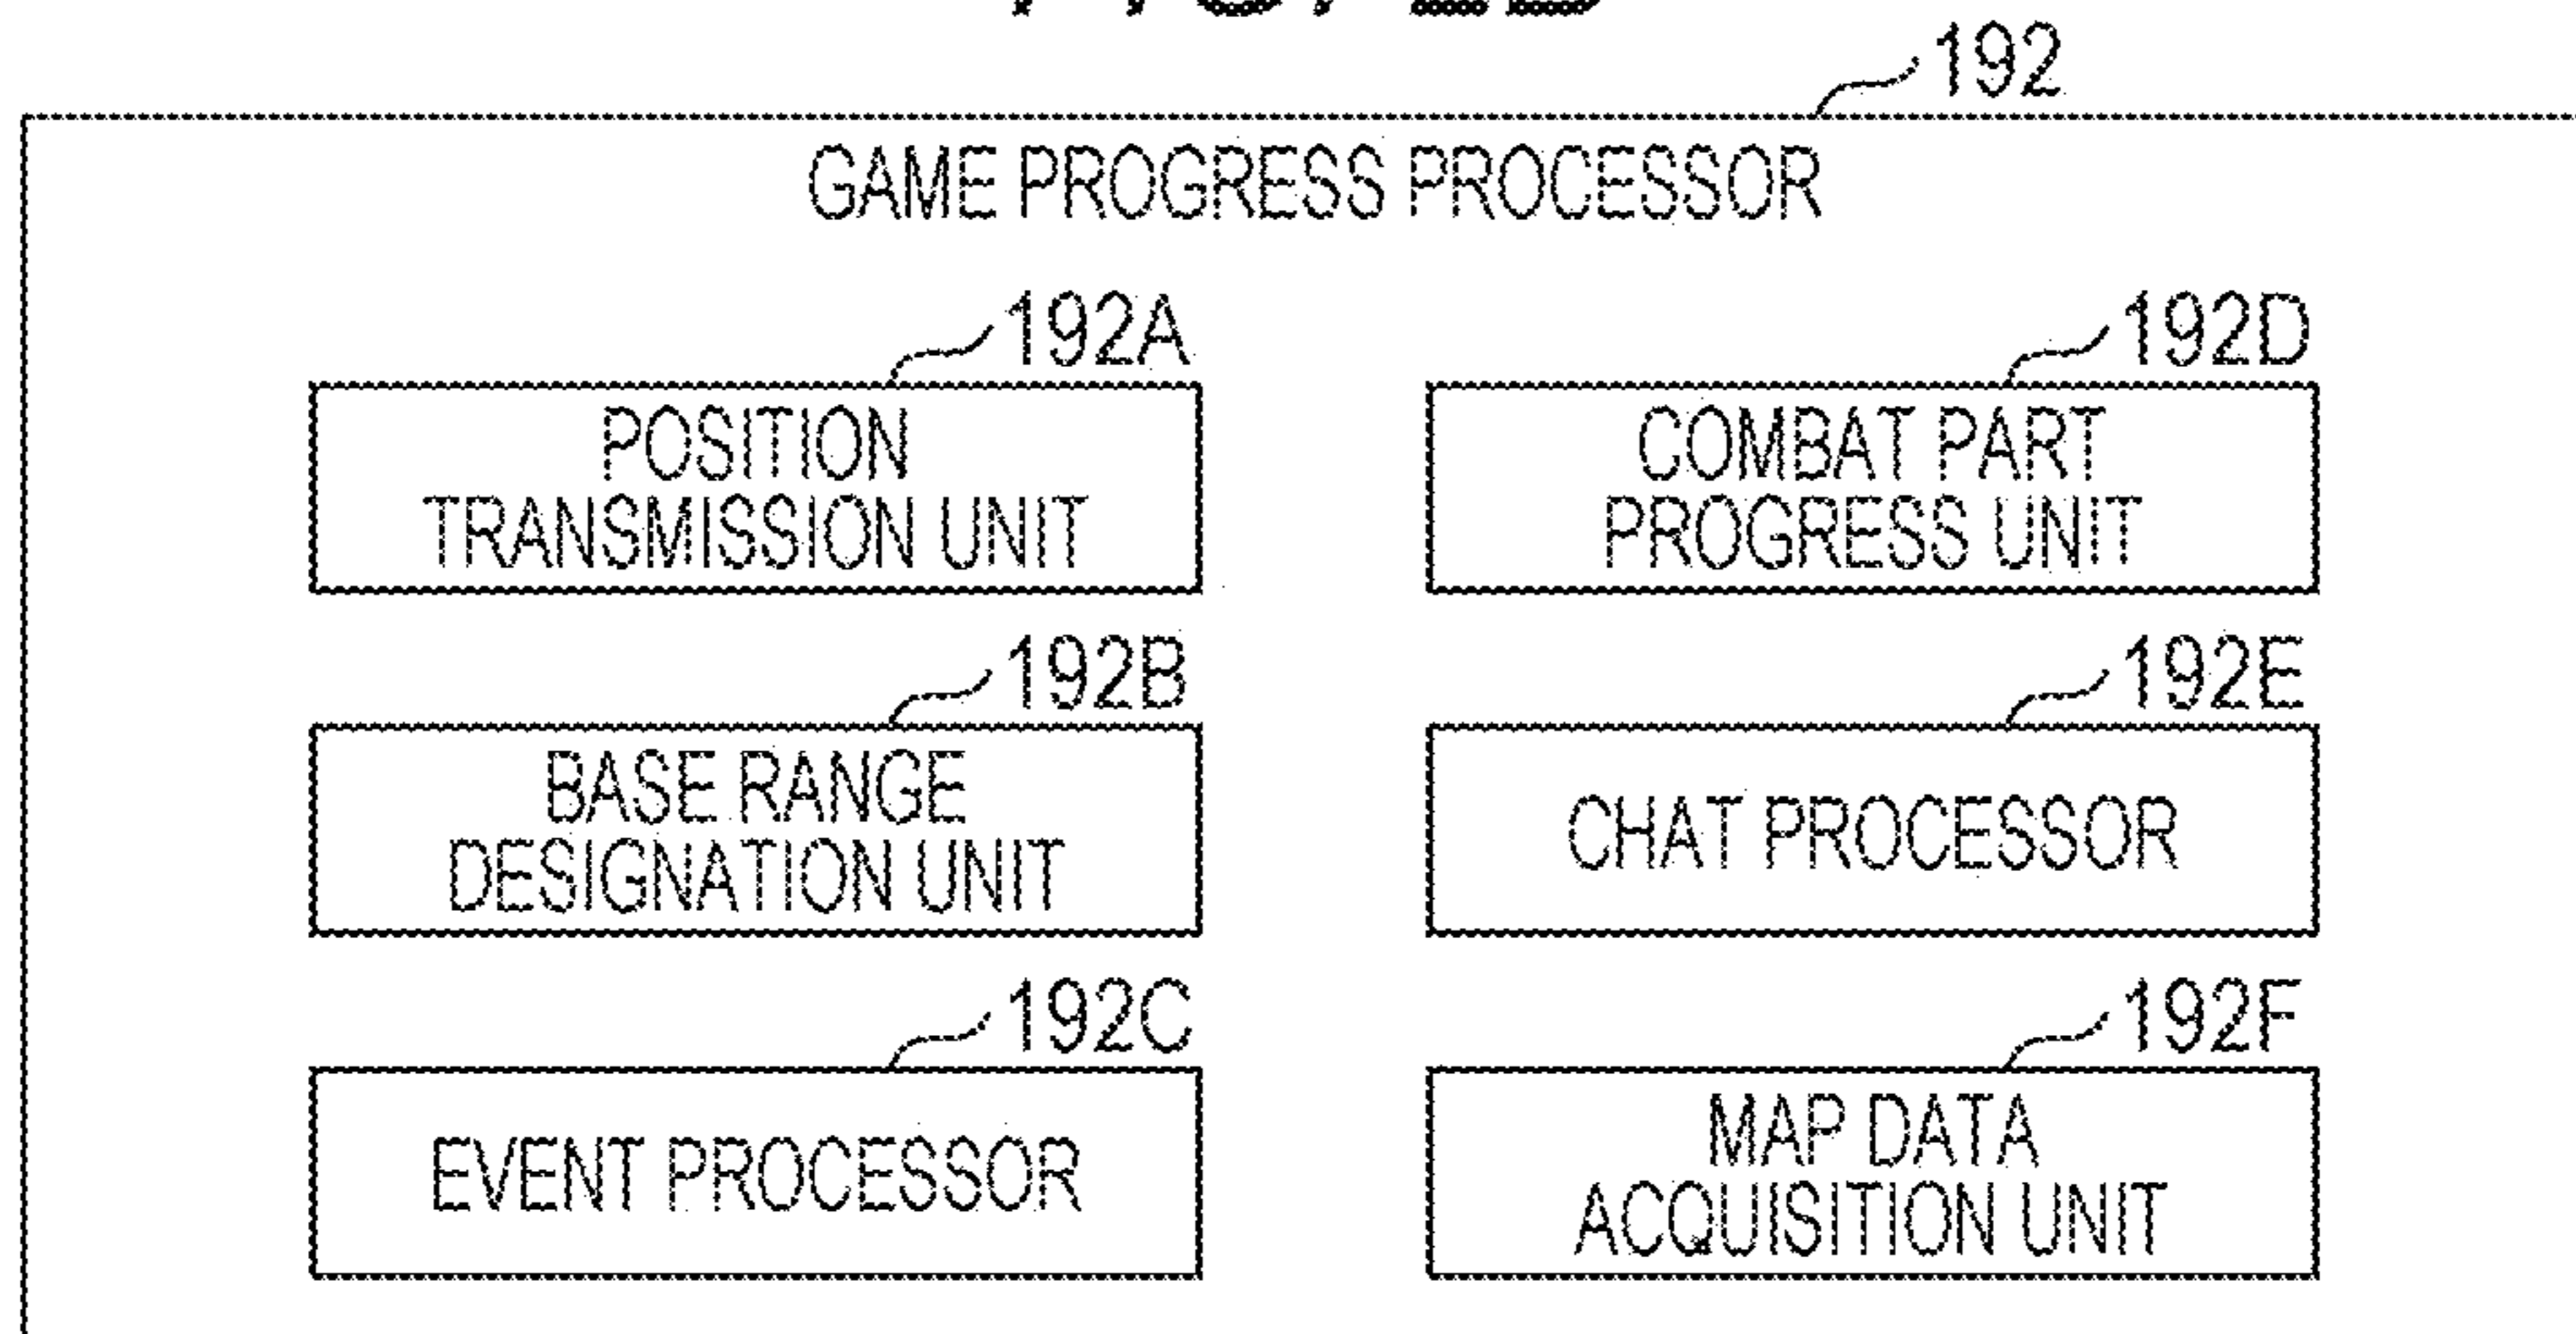 192
GAME PROGRESS PROCESSOR
192A
POSITION
TRANSMISSION UNIT
192D
COMBAT PART
PROGRESS UNIT
192B
BASE RANGE
DESIGNATION UNIT
192E
CHAT PROCESSOR
192C
EVENT PROCESSOR
192F
MAP DATA
ACQUISITION UNIT